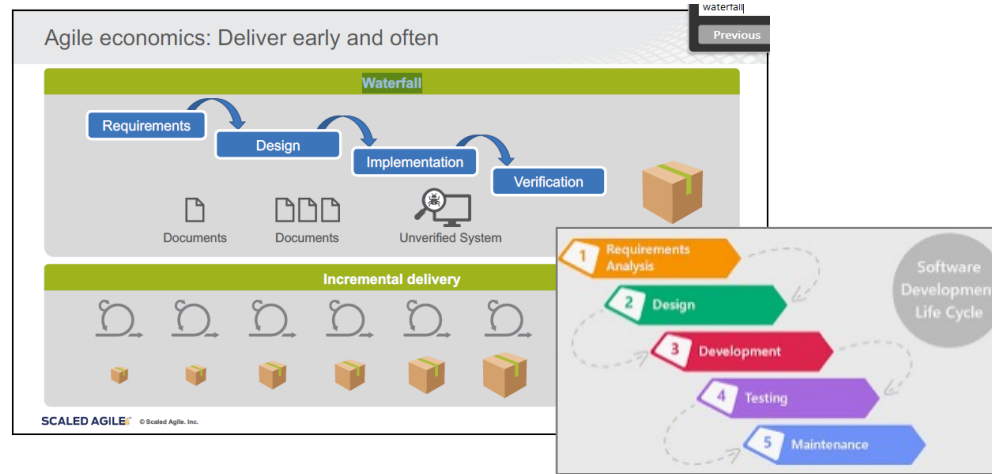 waterfall
Previous
Agile economics: Deliver early and often
Waterfall
Requirements
Design
Implementation
Verification
Documents
Documents
Unverified System
Incremental delivery
SCALED AGILE
© Scaled Agile, Inc.
1
Requirements
Analysis
2
Design
3
Development
4
Testing
5
Maintenance
Software
Developmen
Life Cycle